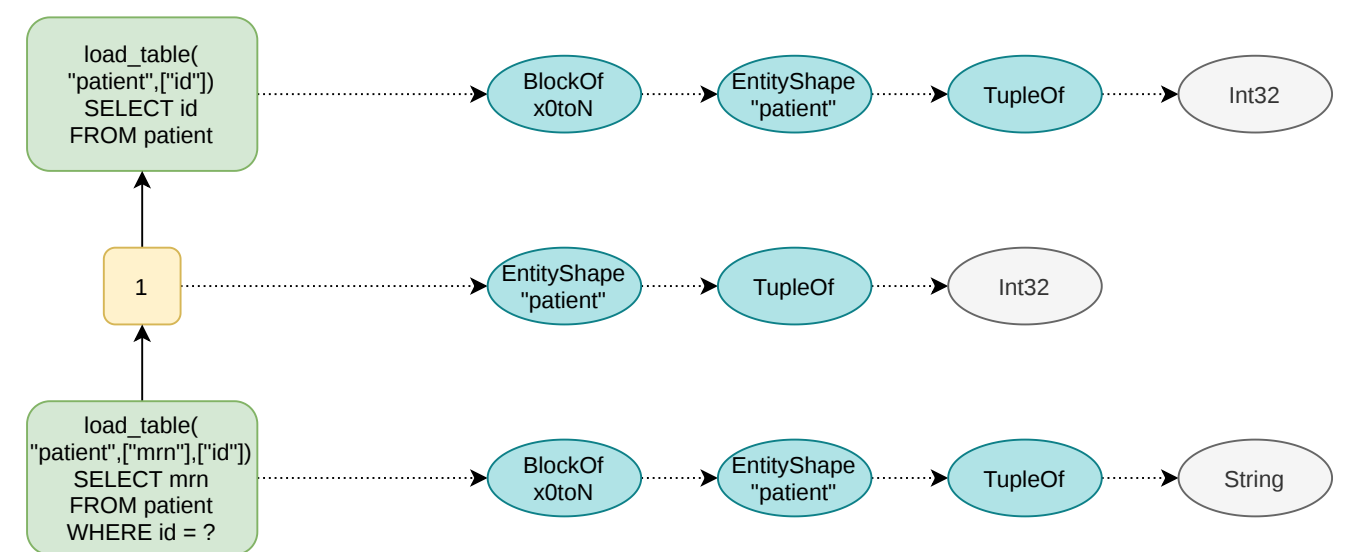 load_table(
"patient",["id"])
SELECT id
FROM patient
BlockOf
x0toN
EntityShape
"patient"
TupleOf
Int32
1
EntityShape
"patient"
TupleOf
Int32
load_table(
"patient",["mrn"],["id"])
SELECT mrn
FROM patient
WHERE id = ?
BlockOf
x0toN
EntityShape
"patient"
TupleOf
String